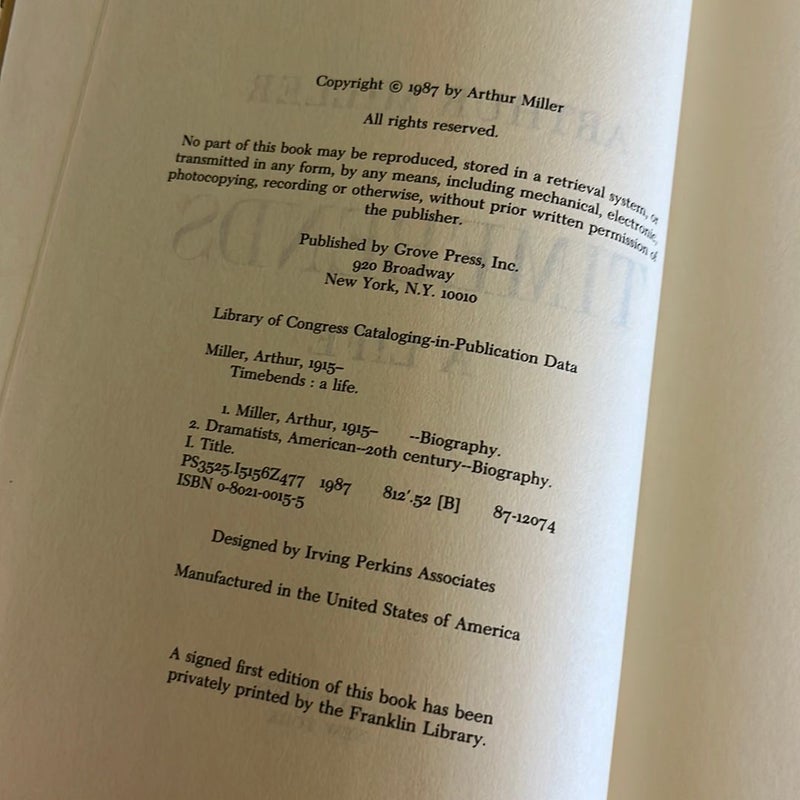 Copyright © 1987 by Arthur Miller
All rights reserved.
No part of this book may be reproduced, stored in a retrieval system, or
transmitted in any form, by any means, including mechanical, electronic,
photocopying, recording or otherwise, without prior written permission of
the publisher.
Published by Grove Press, Inc.
920 Broadway
New York, N.Y. 10010
Library of Congress Cataloging-in-Publication Data
Miller, Arthur, 1915–
Timebends : a life.
1. Miller, Arthur, 1915– --Biography.
2. Dramatists, American--20th century--Biography.
I. Title.
PS3525.I5156Z477 1987 812'.52 [B] 87-12074
ISBN 0-8021-0015-5
Designed by Irving Perkins Associates
Manufactured in the United States of America
A signed first edition of this book has been
privately printed by the Franklin Library.